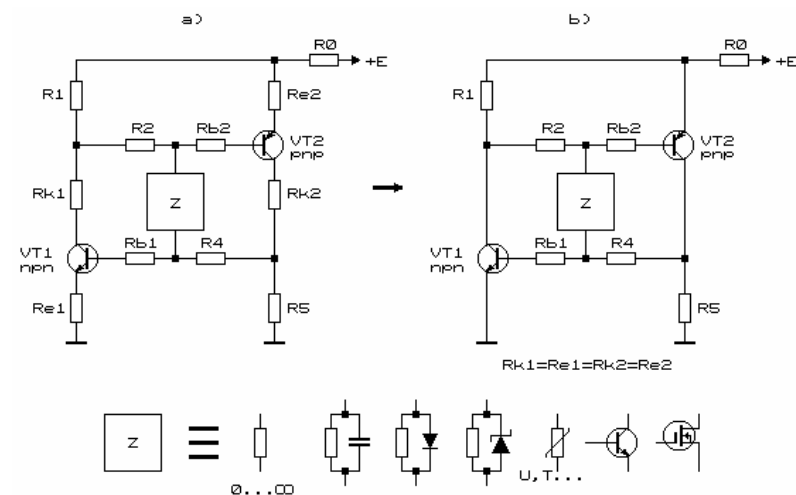 a)
b)
R0
+E
R1
Re2
R2
Rb2
VT2
pnp
Rk1
Z
Rk2
VT1
npn
Rb1
R4
Re1
R5
R0
+E
R1
R2
Rb2
VT2
pnp
Z
VT1
npn
Rb1
R4
R5
Rk1=Re1=Rk2=Re2
Z
0...∞
U,T...